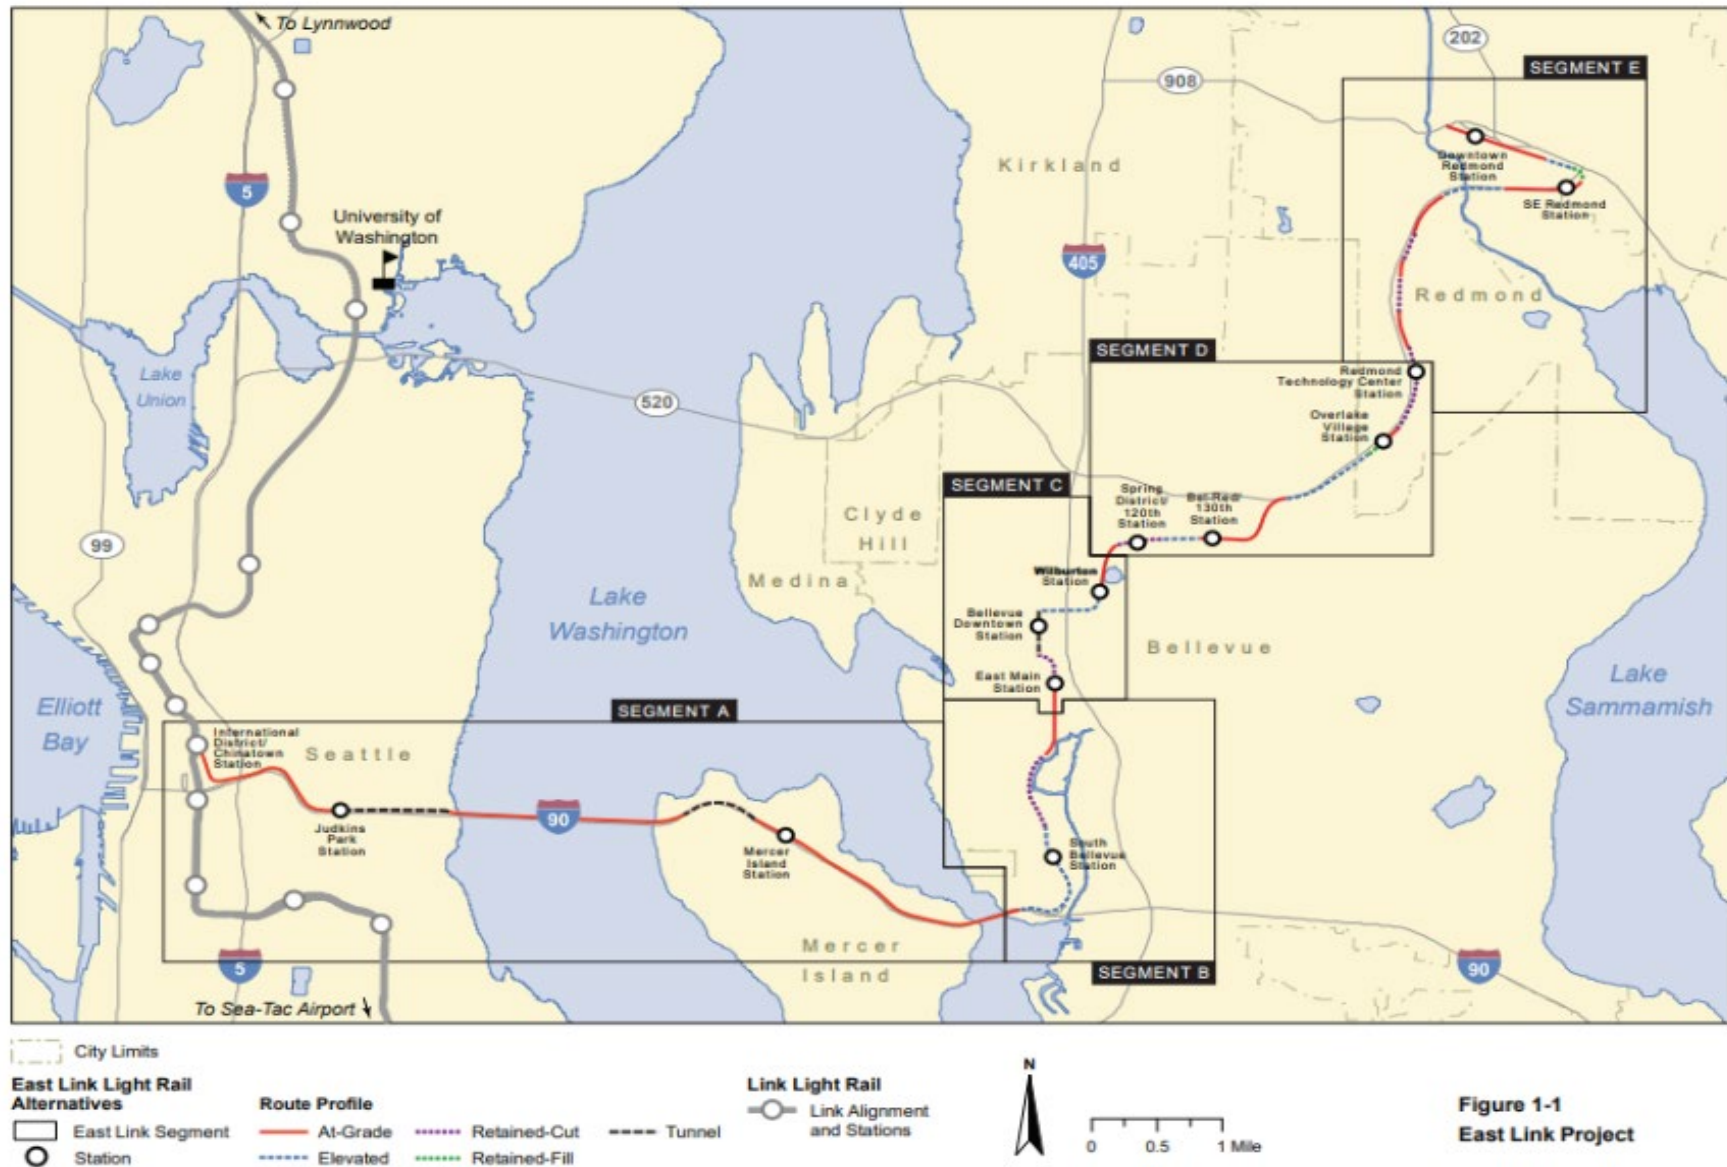 To Lynnwood
202
SEGMENT E
908
Kirkland
Downtown
Redmond
Station
SE Redmond
Station
5
University of
Washington
405
Redmond
SEGMENT D
Redmond
Technology Center
Station
Lake
Union
520
Overlake
Village
Station
SEGMENT C
Spring
District/
120th
Station
Bel-Red/
130th
Station
Clyde
Hill
99
Medina
Wilburton
Station
Lake
Washington
Bellevue
Downtown
Station
Bellevue
East Main
Station
Lake
Sammamish
Elliott
Bay
SEGMENT A
International
District/
Chinatown
Station
Seattle
90
Judkins
Park
Station
Mercer
Island
Station
South
Bellevue
Station
Mercer
Island
5
SEGMENT B
90
To Sea-Tac Airport
City Limits
East Link Light Rail
Alternatives
East Link Segment
Station
Route Profile
At-Grade
Elevated
Retained-Cut
Retained-Fill
Tunnel
Link Light Rail
Link Alignment
and Stations
N
0 0.5 1 Mile
Figure 1-1
East Link Project